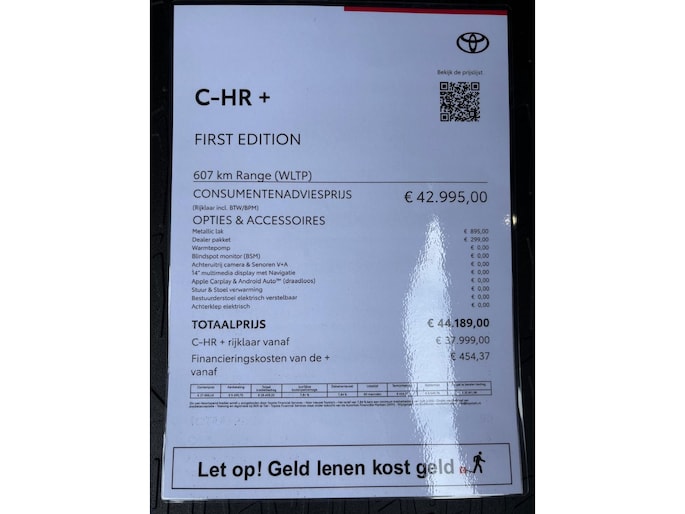 Bekijk de prijslijst
C-HR +
FIRST EDITION
607 km Range (WLTP)
CONSUMENTENADVIESPRIJS € 42.995,00
(Rijklaar incl. BTW/BPM)
OPTIES & ACCESSOIRES
Metallic lak € 895,00
Dealer pakket € 299,00
Warmtepomp € 0,00
Blindspot monitor (BSM) € 0,00
Achteruitrij camera & Senoren V+A € 0,00
14" multimedia display met Navigatie € 0,00
Apple Carplay & Android Auto™ (draadloos) € 0,00
Stuur & Stoel verwarming € 0,00
Bestuurderstoel elektrisch verstelbaar € 0,00
Achterklep elektrisch € 0,00
TOTAALPRIJS € 44.189,00
C-HR + rijklaar vanaf € 37.999,00
Financieringskosten van de + € 454,37
vanaf
Let op! Geld lenen kost geld